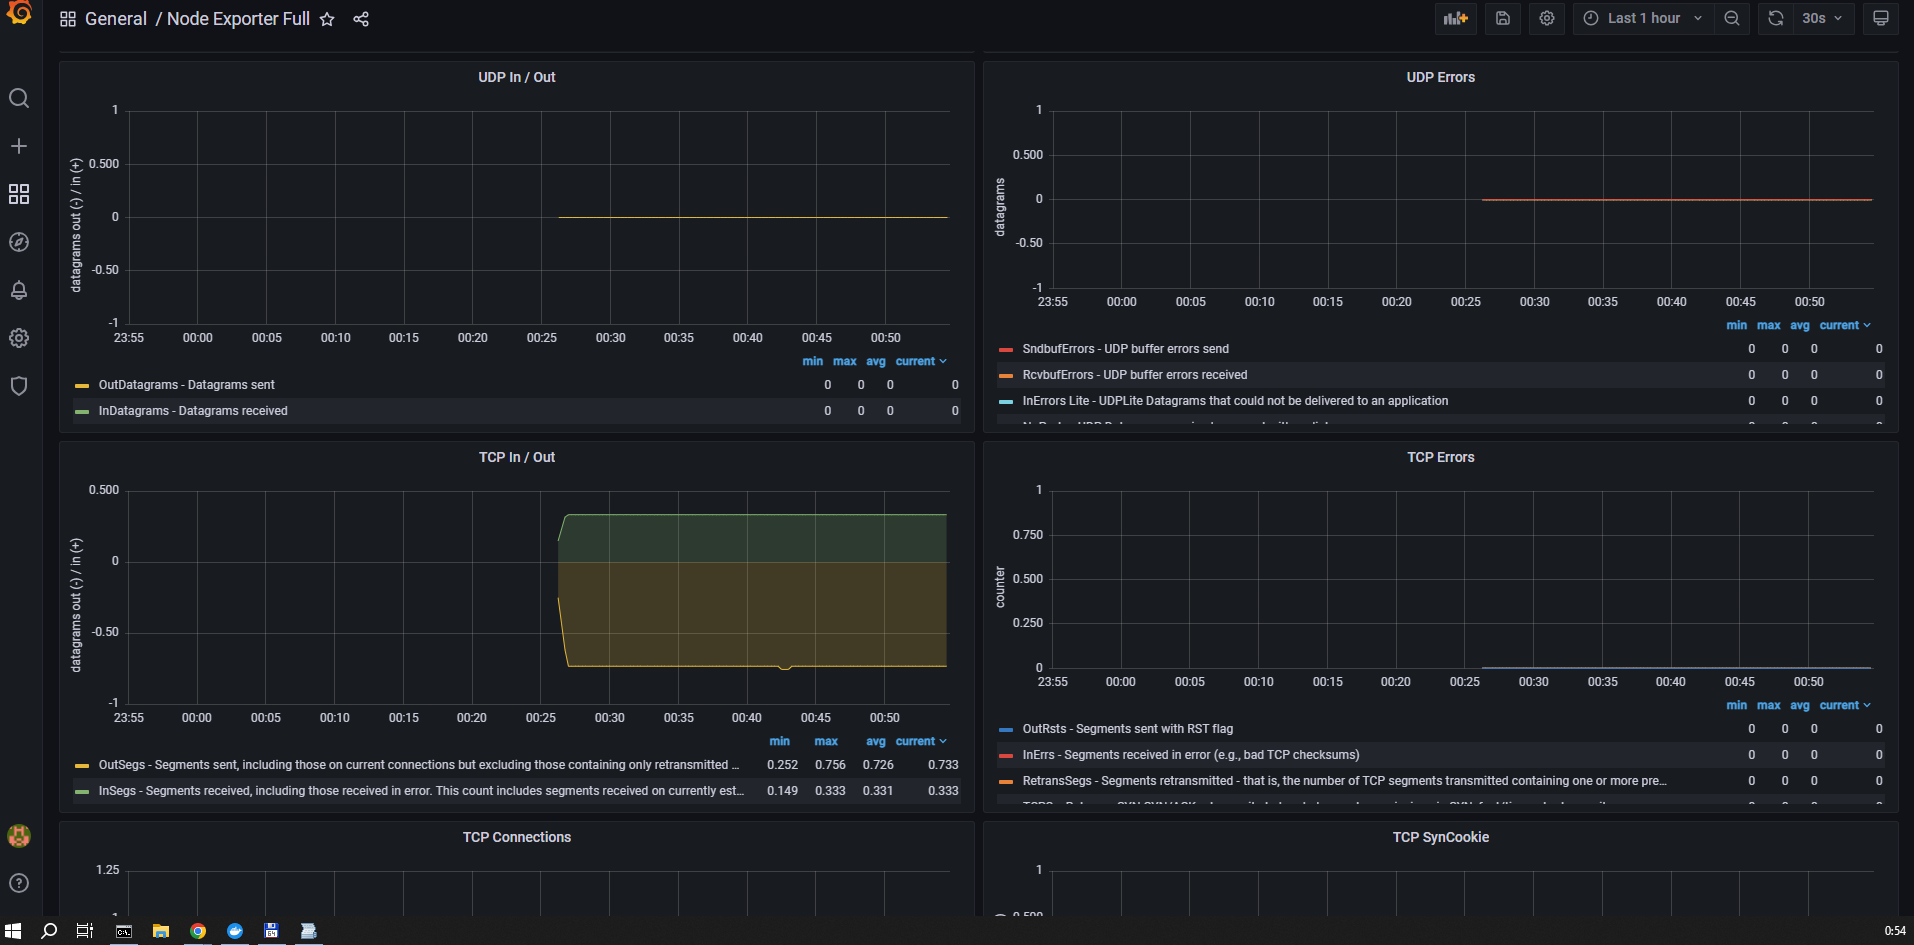 General / Node Exporter Full
Last 1 hour
30s
UDP In / Out
datagrams out (-) / in (+)
1
0.500
0
-0.50
-1
23:55 00:00 00:05 00:10 00:15 00:20 00:25 00:30 00:35 00:40 00:45 00:50
min max avg current
OutDatagrams - Datagrams sent 0 0 0 0
InDatagrams - Datagrams received 0 0 0 0
UDP Errors
datagrams
1
0.500
0
-0.50
-1
23:55 00:00 00:05 00:10 00:15 00:20 00:25 00:30 00:35 00:40 00:45 00:50
min max avg current
SndbufErrors - UDP buffer errors send 0 0 0 0
RcvbufErrors - UDP buffer errors received 0 0 0 0
InErrors Lite - UDPLite Datagrams that could not be delivered to an application 0 0 0 0
TCP In / Out
datagrams out (-) / in (+)
0.500
0
-0.50
-1
23:55 00:00 00:05 00:10 00:15 00:20 00:25 00:30 00:35 00:40 00:45 00:50
min max avg current
OutSegs - Segments sent, including those on current connections but excluding those containing only retransmitted ... 0.252 0.756 0.726 0.733
InSegs - Segments received, including those received in error. This count includes segments received on currently est... 0.149 0.333 0.331 0.333
TCP Errors
counter
1
0.750
0.500
0.250
0
23:55 00:00 00:05 00:10 00:15 00:20 00:25 00:30 00:35 00:40 00:45 00:50
min max avg current
OutRsts - Segments sent with RST flag 0 0 0 0
InErrs - Segments received in error (e.g., bad TCP checksums) 0 0 0 0
RetransSegs - Segments retransmitted - that is, the number of TCP segments transmitted containing one or more pre... 0 0 0 0
TCP Connections
1.25
TCP SynCookie
1
0.500
C:\.
64
0:54